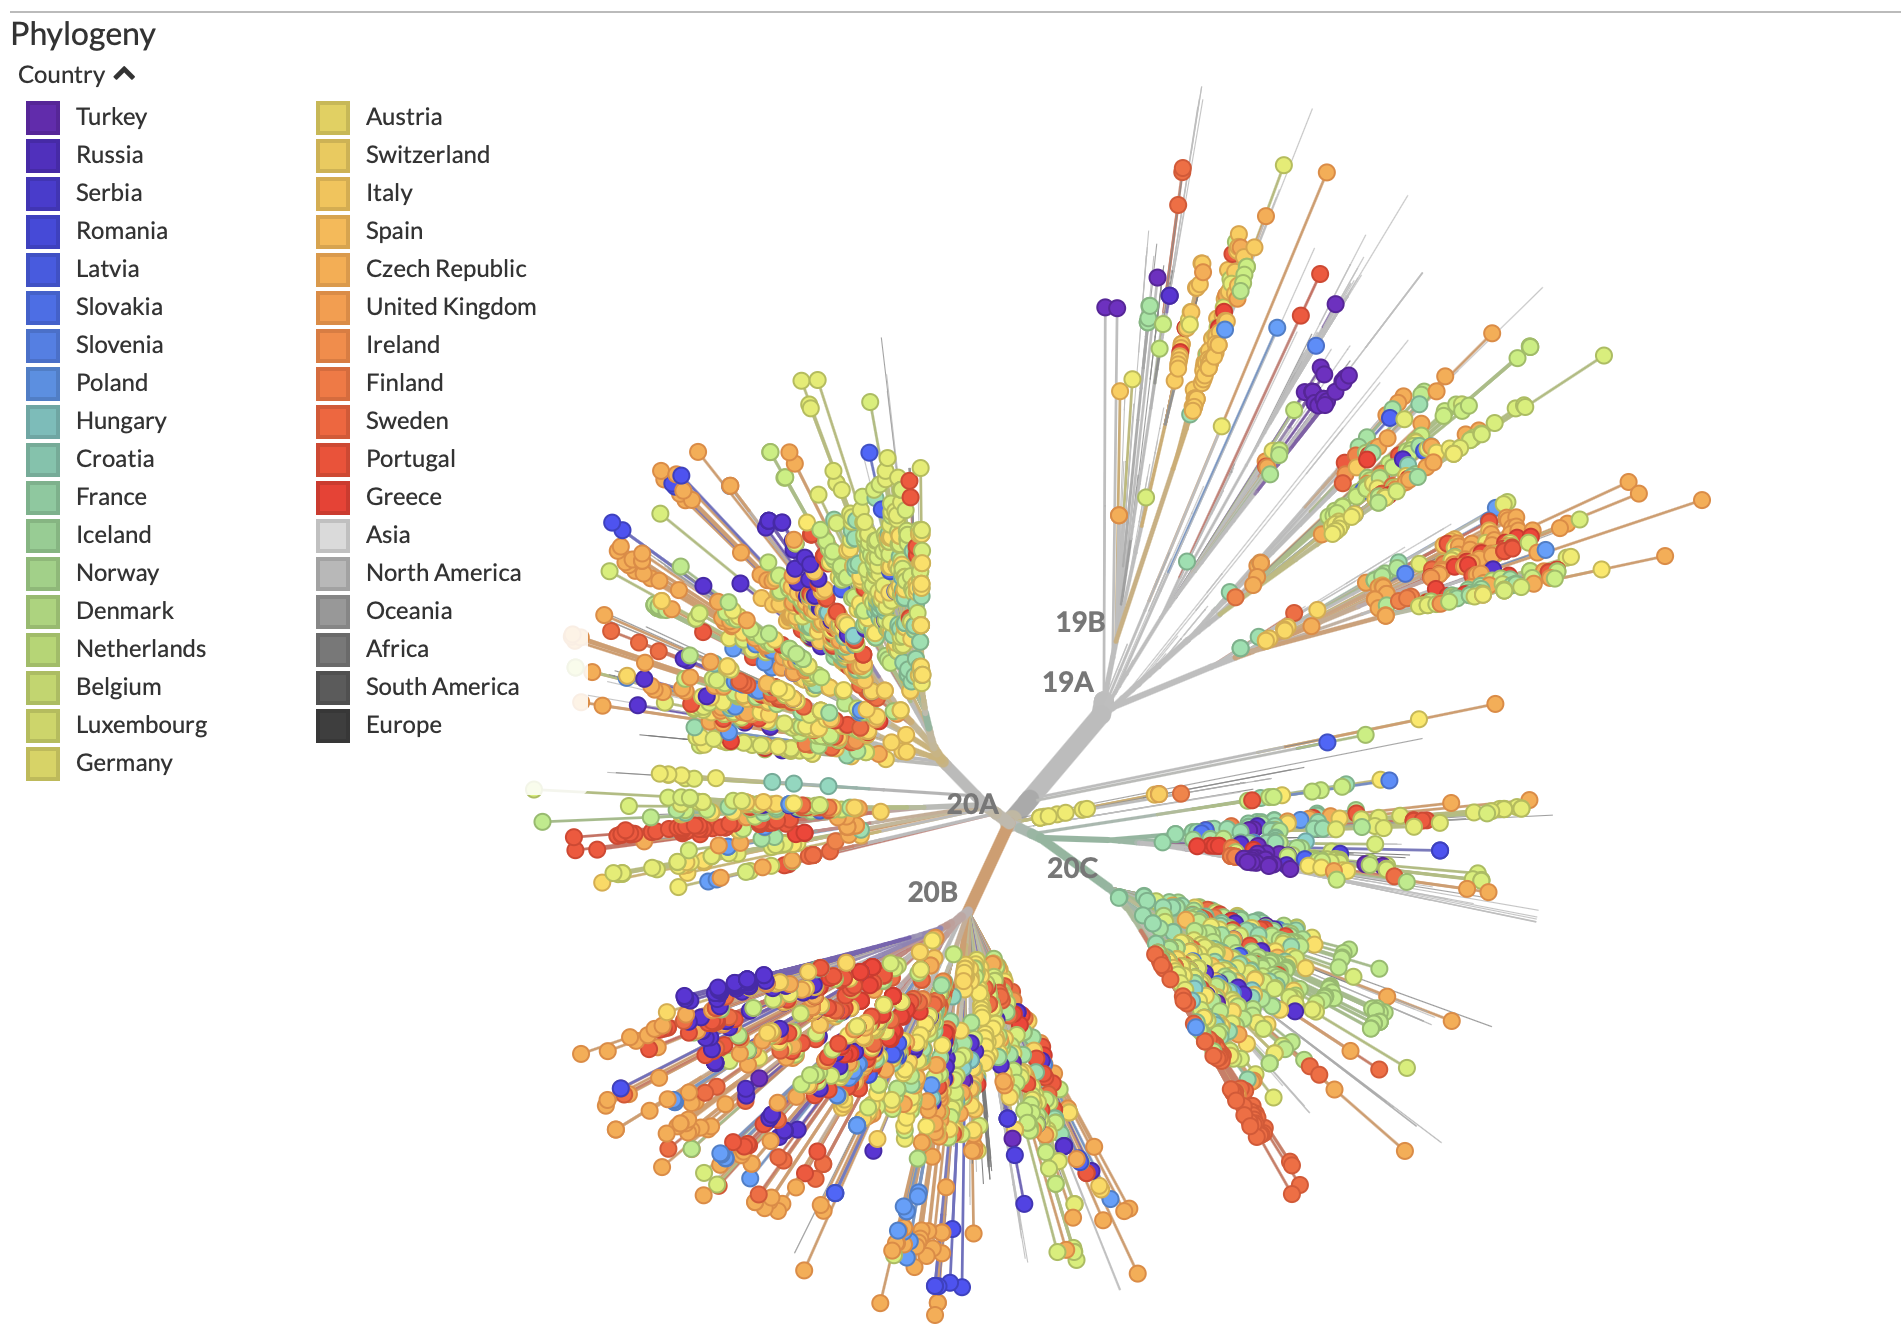 Phylogeny
Country
Turkey
Russia
Serbia
Romania
Latvia
Slovakia
Slovenia
Poland
Hungary
Croatia
France
Iceland
Norway
Denmark
Netherlands
Belgium
Luxembourg
Germany
Austria
Switzerland
Italy
Spain
Czech Republic
United Kingdom
Ireland
Finland
Sweden
Portugal
Greece
Asia
North America
Oceania
Africa
South America
Europe
19B
19A
20A
20C
20B